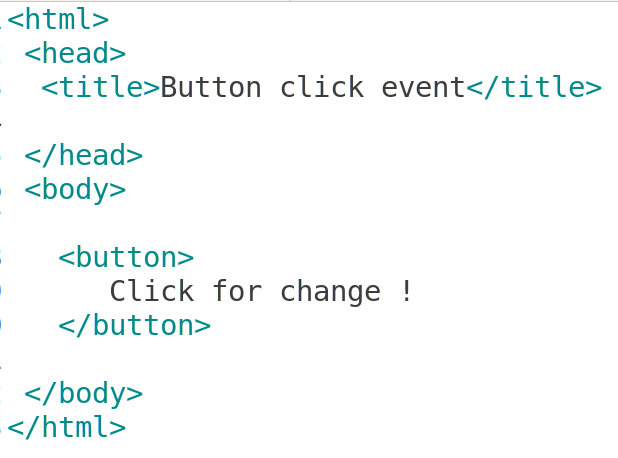 <html>
<head>
<title>Button click event</title>
</head>
<body>
<button>
Click for change !
</button>
</body>
</html>